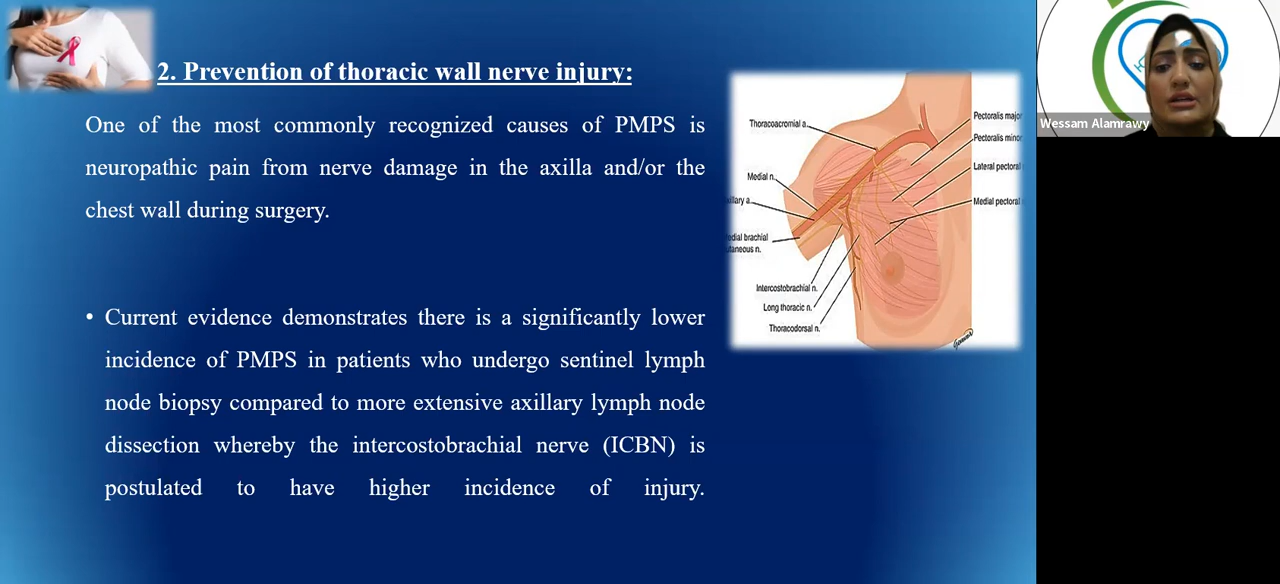 2. Prevention of thoracic wall nerve injury:
One of the most commonly recognized causes of PMPS is
neuropathic pain from nerve damage in the axilla and/or the
chest wall during surgery.
• Current evidence demonstrates there is a significantly lower
incidence of PMPS in patients who undergo sentinel lymph
node biopsy compared to more extensive axillary lymph node
dissection whereby the intercostobrachial nerve (ICBN) is
postulated to have higher incidence of injury.
Thoracoacromial a.
Medial n.
Intercostobrachial n.
Long thoracic n.
Thoracodorsal n.
Pectoralis major
Pectoralis minor
Lateral pectoral
Medial pectoral
Wessam Alamrawy